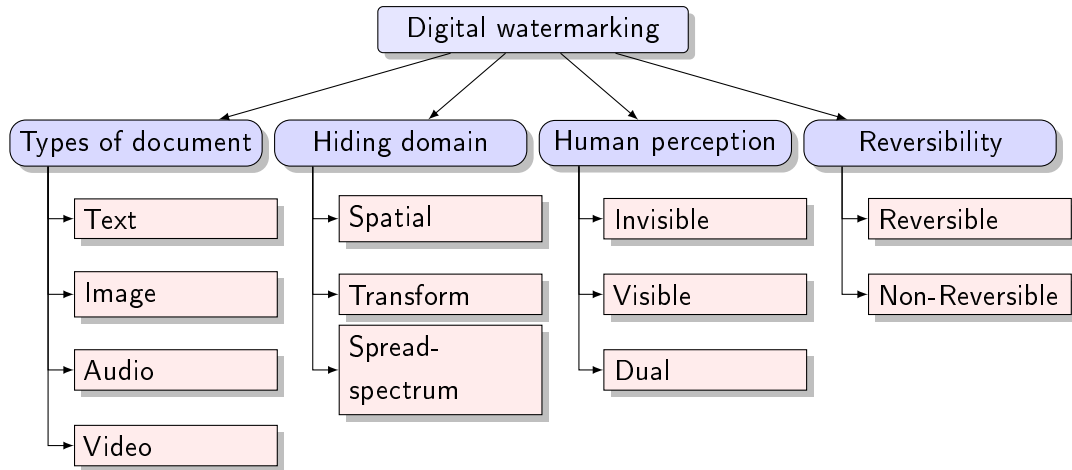 Digital watermarking
Types of document
Hiding domain
Human perception
Reversibility
Text
Image
Audio
Video
Spatial
Transform
Spread-
spectrum
Invisible
Visible
Dual
Reversible
Non-Reversible